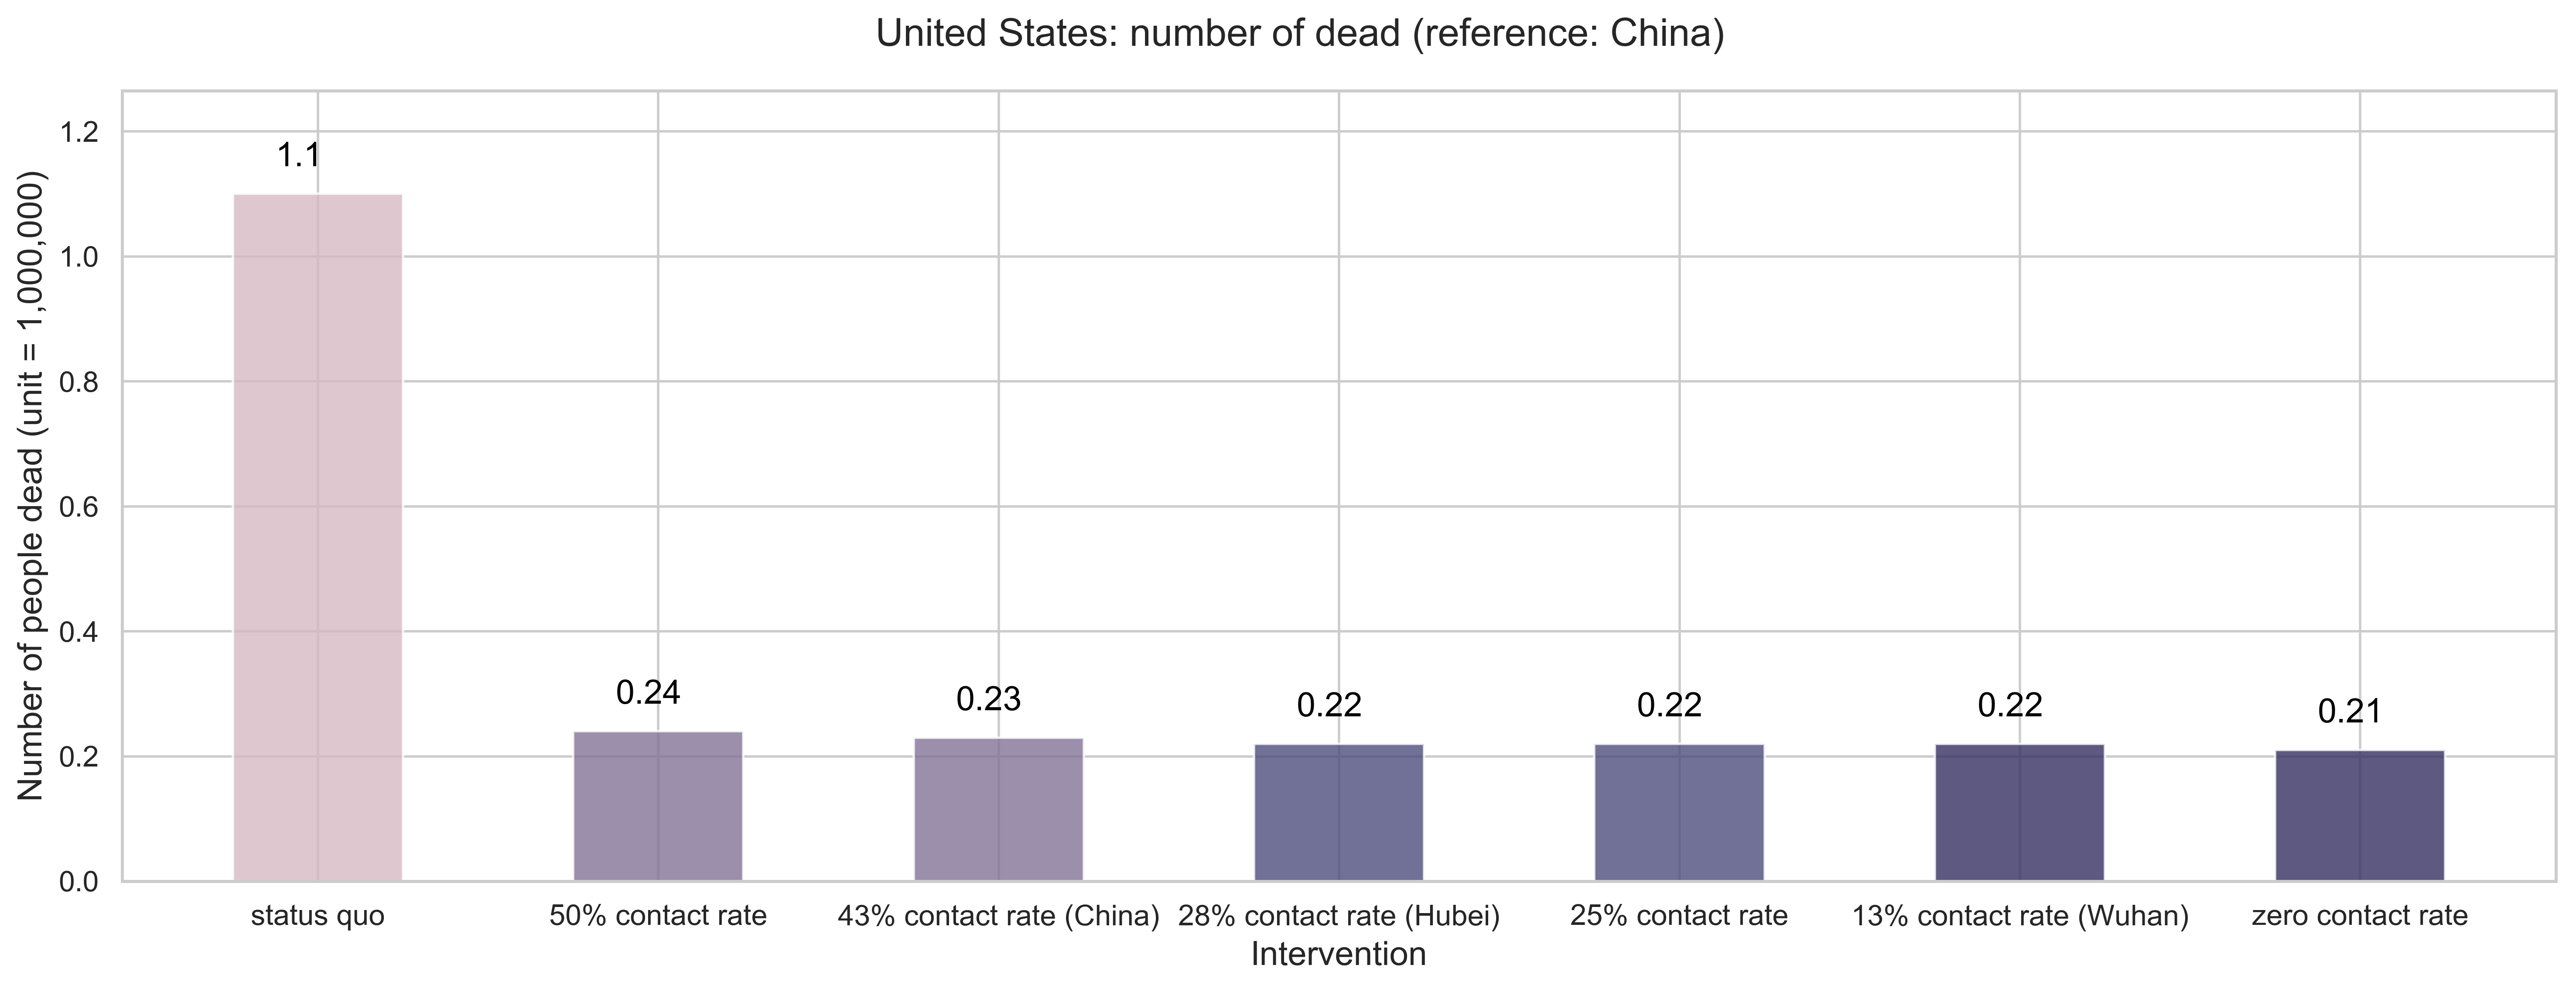 United States: number of dead (reference: China)
Number of people dead (unit = 1,000,000)
1.2
1.0
0.8
0.6
0.4
0.2
0.0
1.1
0.24
0.23
0.22
0.22
0.22
0.21
status quo
50% contact rate
43% contact rate (China)
28% contact rate (Hubei)
25% contact rate
13% contact rate (Wuhan)
zero contact rate
Intervention